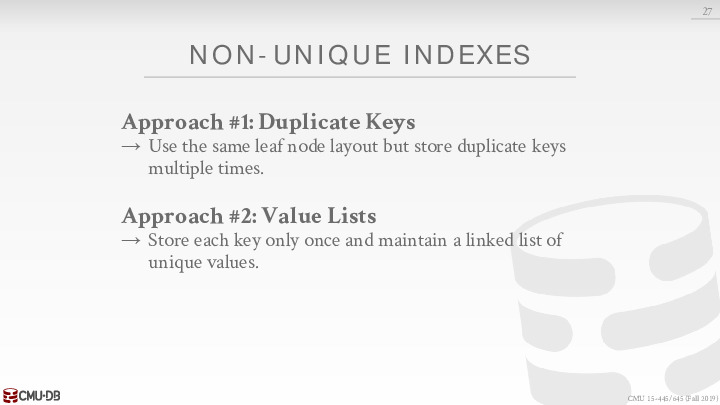 27
NON-UNIQUE INDEXES
Approach #1: Duplicate Keys
→ Use the same leaf node layout but store duplicate keys
multiple times.
Approach #2: Value Lists
→ Store each key only once and maintain a linked list of
unique values.
CMU·DB
CMU 15-445/645 (Fall 2019)